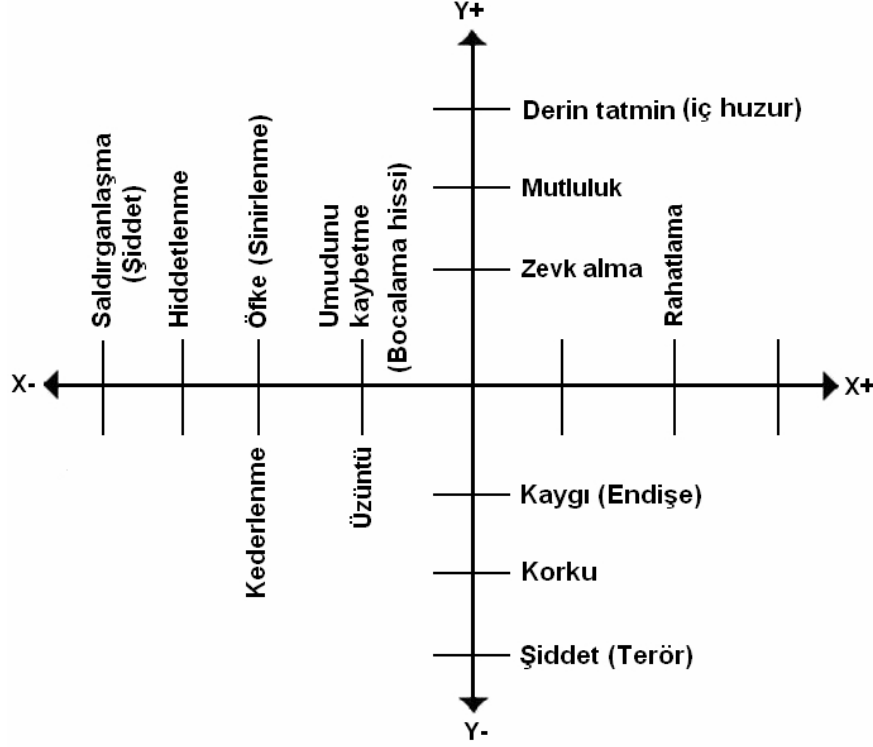 Y+
Derin tatmin (iç huzur)
Mutluluk
Zevk alma
Saldırganlaşma
(Şiddet)
Hiddetlenme
Öfke (Sinirlenme)
Umudunu
kaybetme
(Bocalama hissi)
Rahatlama
X-
X+
Kederlenme
Üzüntü
Kaygı (Endişe)
Korku
Şiddet (Terör)
Y-